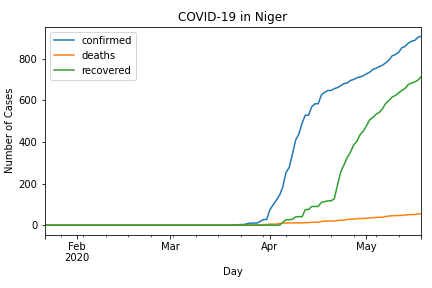 COVID-19 in Niger
confirmed
deaths
recovered
Number of Cases
800
600
400
200
0
Feb
2020
Mar
Apr
May
Day